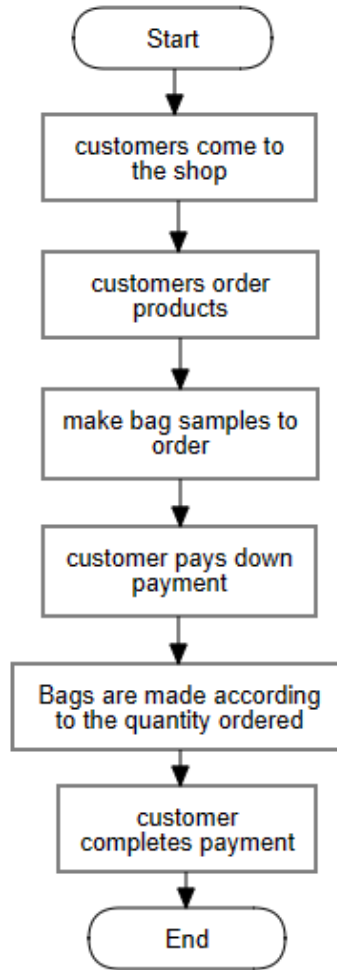 Start
customers come to
the shop
customers order
products
make bag samples to
order
customer pays down
payment
Bags are made according
to the quantity ordered
customer
completes payment
End